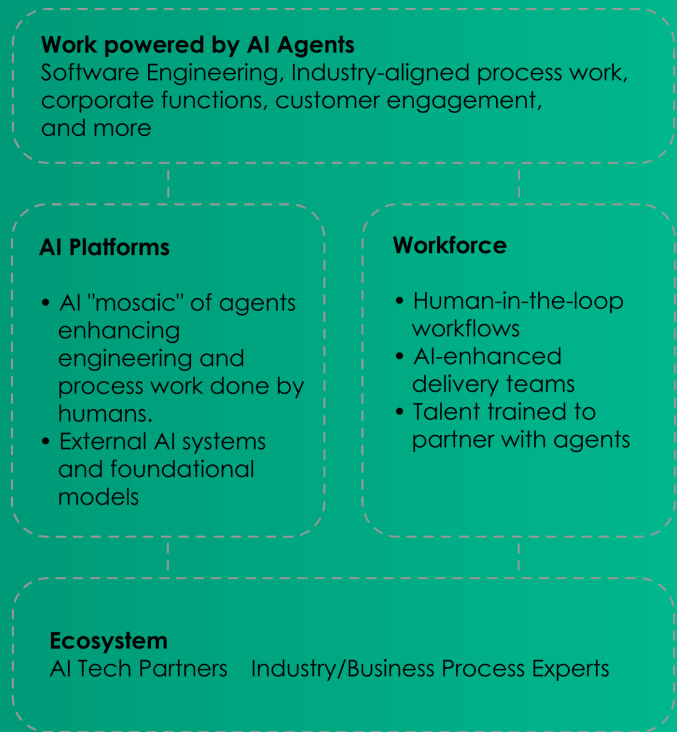 Work powered by AI Agents
Software Engineering, Industry-aligned process work,
corporate functions, customer engagement,
and more
AI Platforms
• AI "mosaic" of agents
enhancing
engineering and
process work done by
humans.
• External AI systems
and foundational
models
Workforce
• Human-in-the-loop
workflows
• AI-enhanced
delivery teams
• Talent trained to
partner with agents
Ecosystem
AI Tech Partners Industry/Business Process Experts